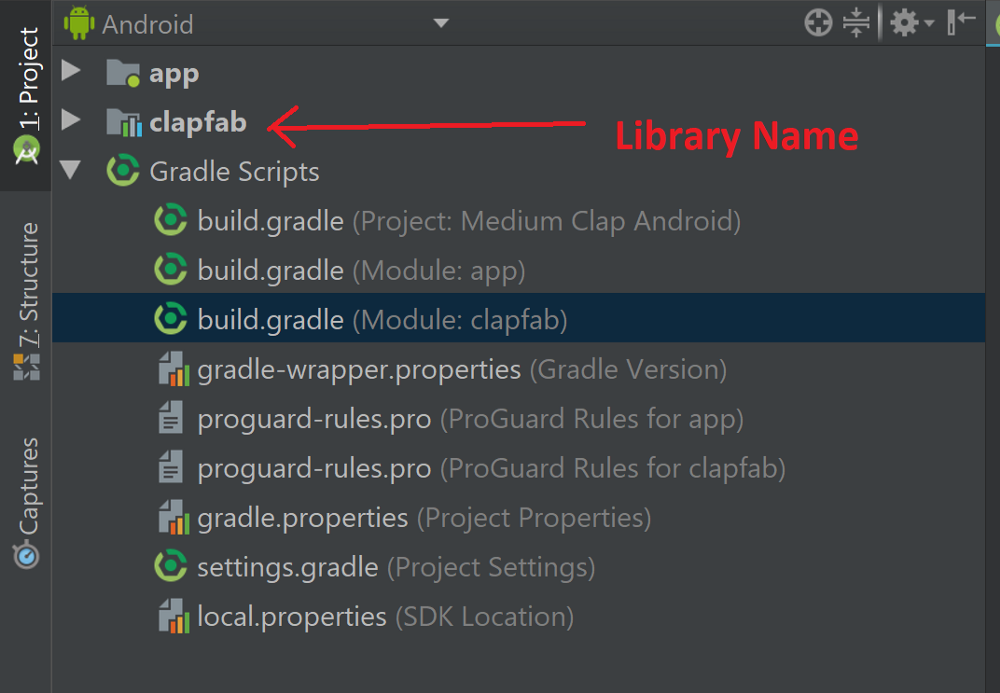 Android
1: Project
app
clapfab
Library Name
Gradle Scripts
build.gradle (Project: Medium Clap Android)
build.gradle (Module: app)
build.gradle (Module: clapfab)
7: Structure
gradle-wrapper.properties (Gradle Version)
proguard-rules.pro (ProGuard Rules for app)
proguard-rules.pro (ProGuard Rules for clapfab)
Captures
gradle.properties (Project Properties)
settings.gradle (Project Settings)
local.properties (SDK Location)